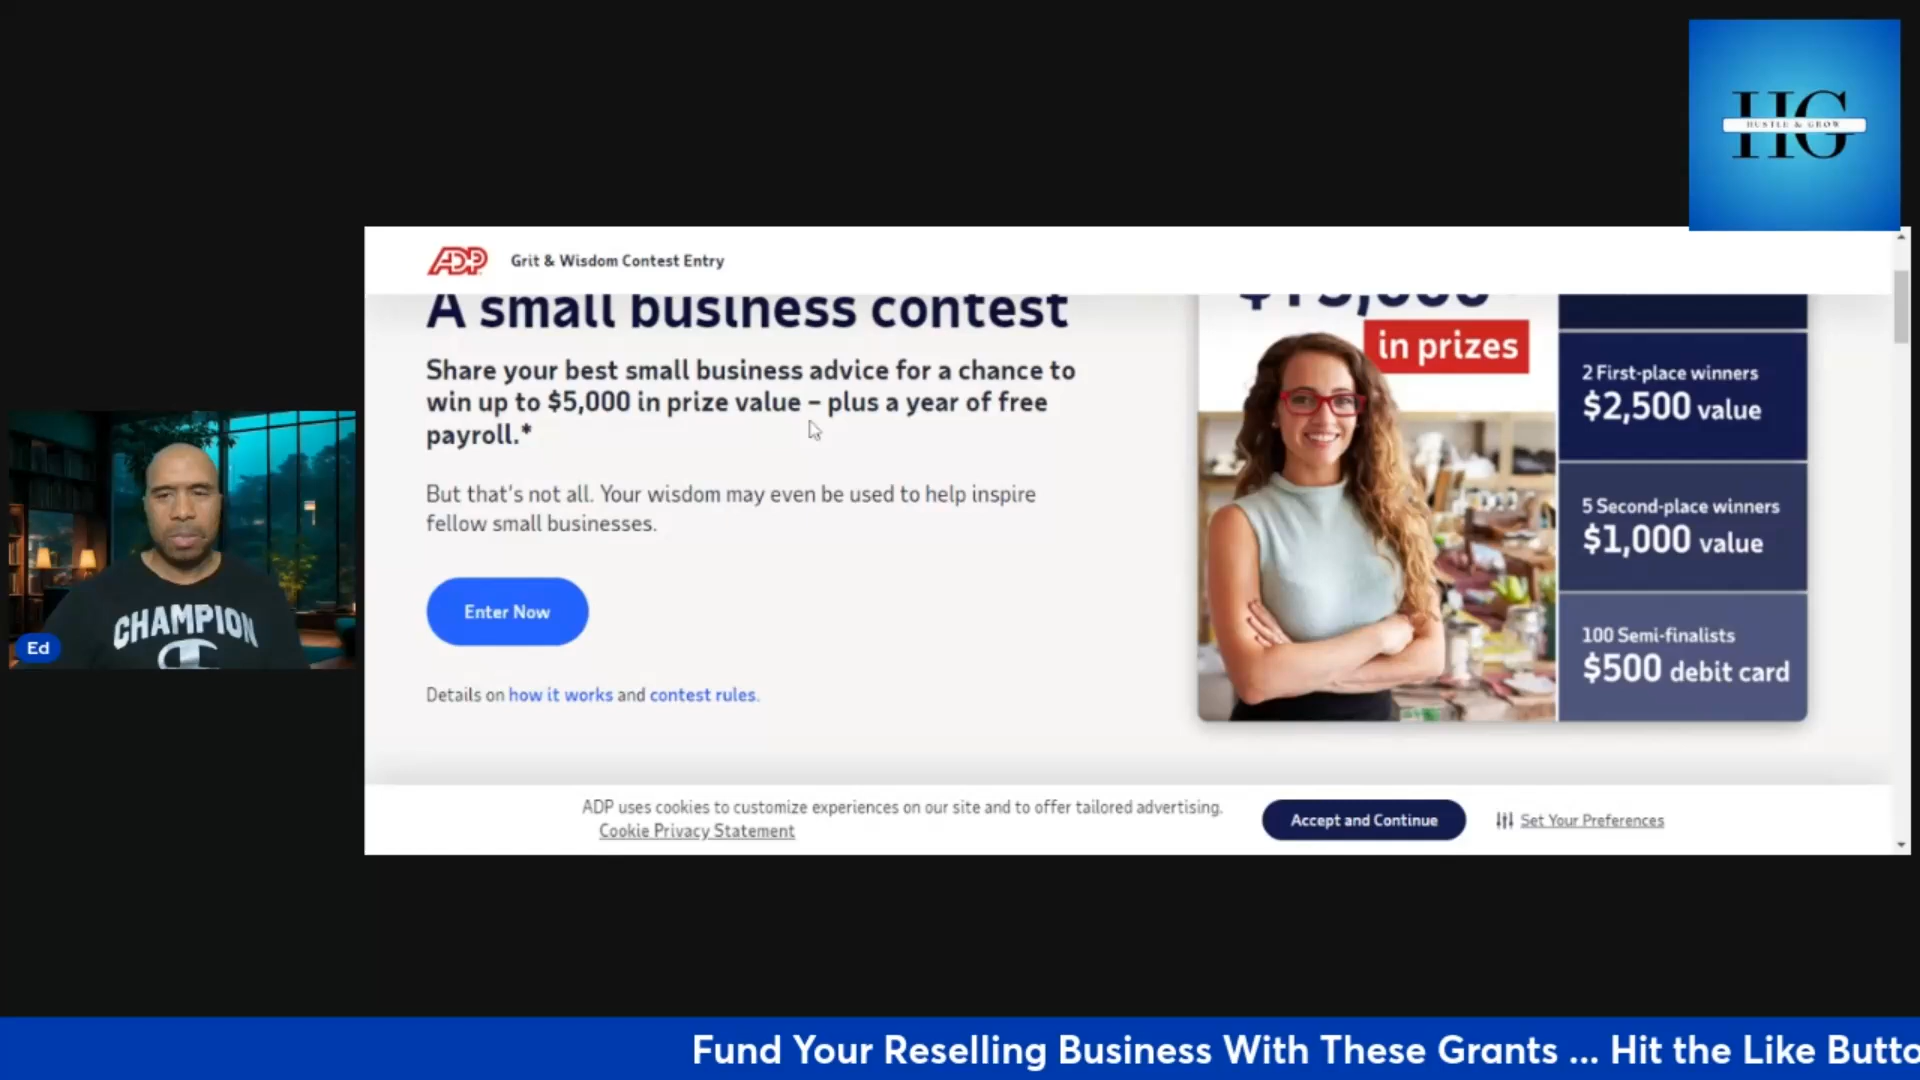 HG
HUSTLE & GROW
ADP
Grit & Wisdom Contest Entry
A small business contest
Share your best small business advice for a chance to
win up to $5,000 in prize value – plus a year of free
payroll.*
But that's not all. Your wisdom may even be used to help inspire
fellow small businesses.
Enter Now
Details on how it works and contest rules.
in prizes
2 First-place winners
$2,500 value
5 Second-place winners
$1,000 value
100 Semi-finalists
$500 debit card
CHAMPION
Ed
ADP uses cookies to customize experiences on our site and to offer tailored advertising.
Cookie Privacy Statement
Accept and Continue
Set Your Preferences
Fund Your Reselling Business With These Grants ... Hit the Like Butto